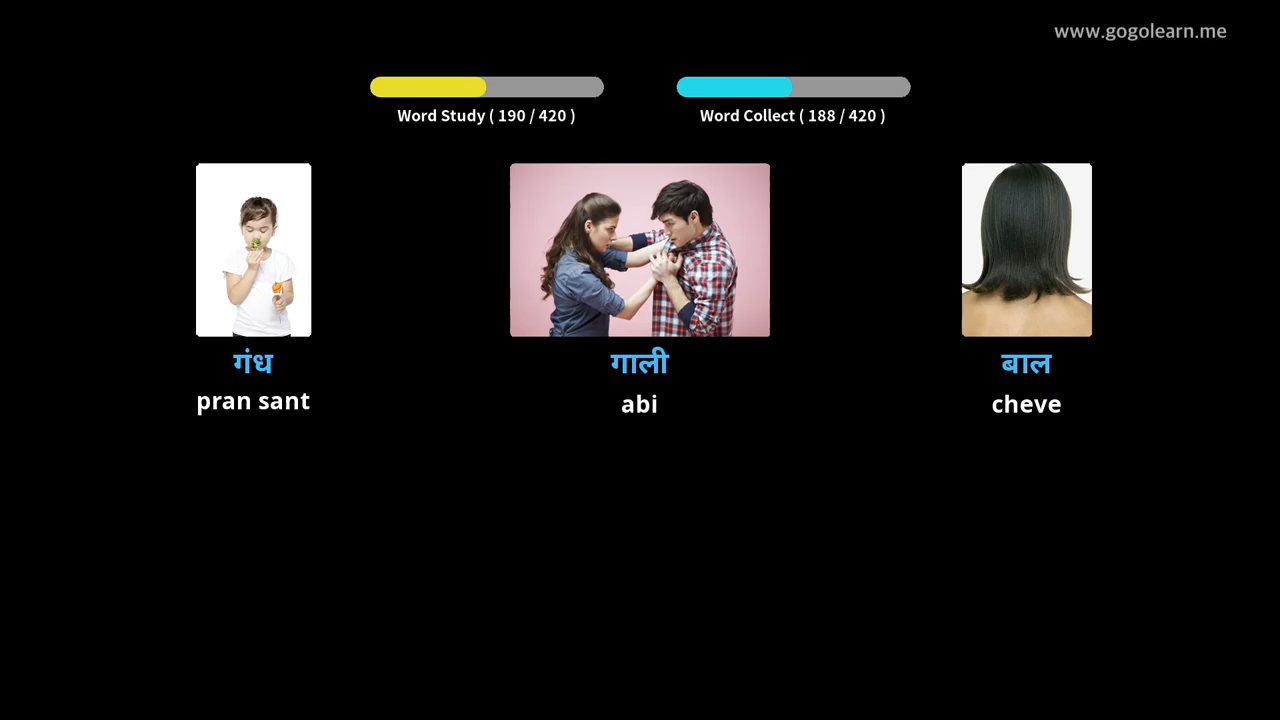 www.gogolearn.me
Word Study ( 190 / 420 )
Word Collect ( 188 / 420 )
गंध
गाली
बाल
pran sant
abi
cheve